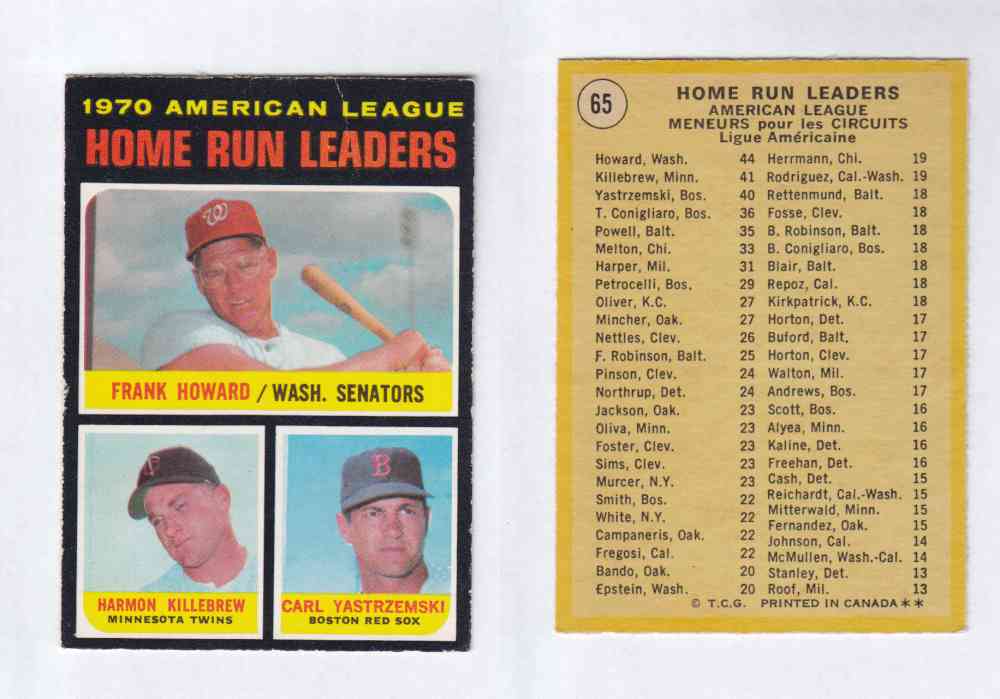 1970 AMERICAN LEAGUE
HOME RUN LEADERS
W
FRANK HOWARD / WASH. SENATORS
TC
HARMON KILLEBREW
MINNESOTA TWINS
B
CARL YASTRZEMSKI
BOSTON RED SOX
65
HOME RUN LEADERS
AMERICAN LEAGUE
MENEURS pour les CIRCUITS
Ligue Américaine
Howard, Wash. 44
Killebrew, Minn. 41
Yastrzemski, Bos. 40
T. Conigliaro, Bos. 36
Powell, Balt. 35
Melton, Chi. 33
Harper, Mil. 31
Petrocelli, Bos. 29
Oliver, K.C. 27
Mincher, Oak. 27
Nettles, Clev. 26
F. Robinson, Balt. 25
Pinson, Clev. 24
Northrup, Det. 24
Jackson, Oak. 23
Oliva, Minn. 23
Foster, Clev. 23
Sims, Clev. 23
Murcer, N.Y. 23
Smith, Bos. 22
White, N.Y. 22
Campaneris, Oak. 22
Fregosi, Cal. 22
Bando, Oak. 20
Epstein, Wash. 20
Herrmann, Chi. 19
Rodriguez, Cal.-Wash. 19
Rettenmund, Balt. 18
Fosse, Clev. 18
B. Robinson, Balt. 18
B. Conigliaro, Bos. 18
Blair, Balt. 18
Repoz, Cal. 18
Kirkpatrick, K.C. 18
Horton, Det. 17
Buford, Balt. 17
Horton, Clev. 17
Walton, Mil. 17
Andrews, Bos. 17
Scott, Bos. 16
Alyea, Minn. 16
Kaline, Det. 16
Freehan, Det. 16
Cash, Det. 15
Reichardt, Cal.-Wash. 15
Mitterwald, Minn. 15
Fernandez, Oak. 15
Johnson, Cal. 14
McMullen, Wash.-Cal. 14
Stanley, Det. 13
Roof, Mil. 13
© T.C.G. PRINTED IN CANADA**